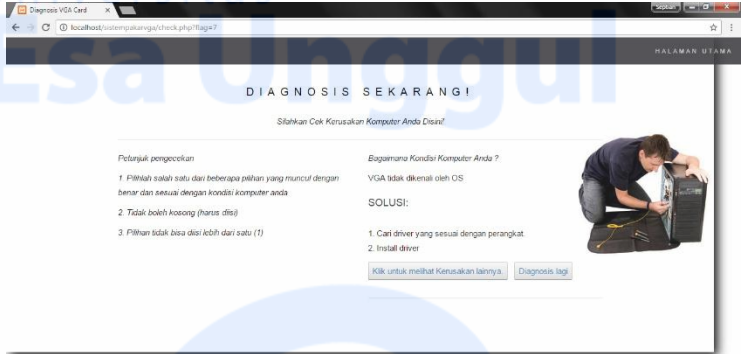 Diagnosis VGA Card
Septian
localhost/sistempakarvga/check.php?flag=7
HALAMAN UTAMA
Esa Unggul
DIAGNOSIS SEKARANG!
Silahkan Cek Kerusakan Komputer Anda Disini!
Petunjuk pengecekan
1. Pilihlah salah satu dari beberapa pilihan yang muncul dengan
benar dan sesuai dengan kondisi komputer anda.
2. Tidak boleh kosong (harus diisi)
3. Pilihan tidak bisa diisi lebih dari satu (1)
Bagaimana Kondisi Komputer Anda ?
VGA tidak dikenali oleh OS
SOLUSI:
1. Cari driver yang sesuai dengan perangkat.
2. Install driver
Klik untuk melihat Kerusakan lainnya.
Diagnosis lagi